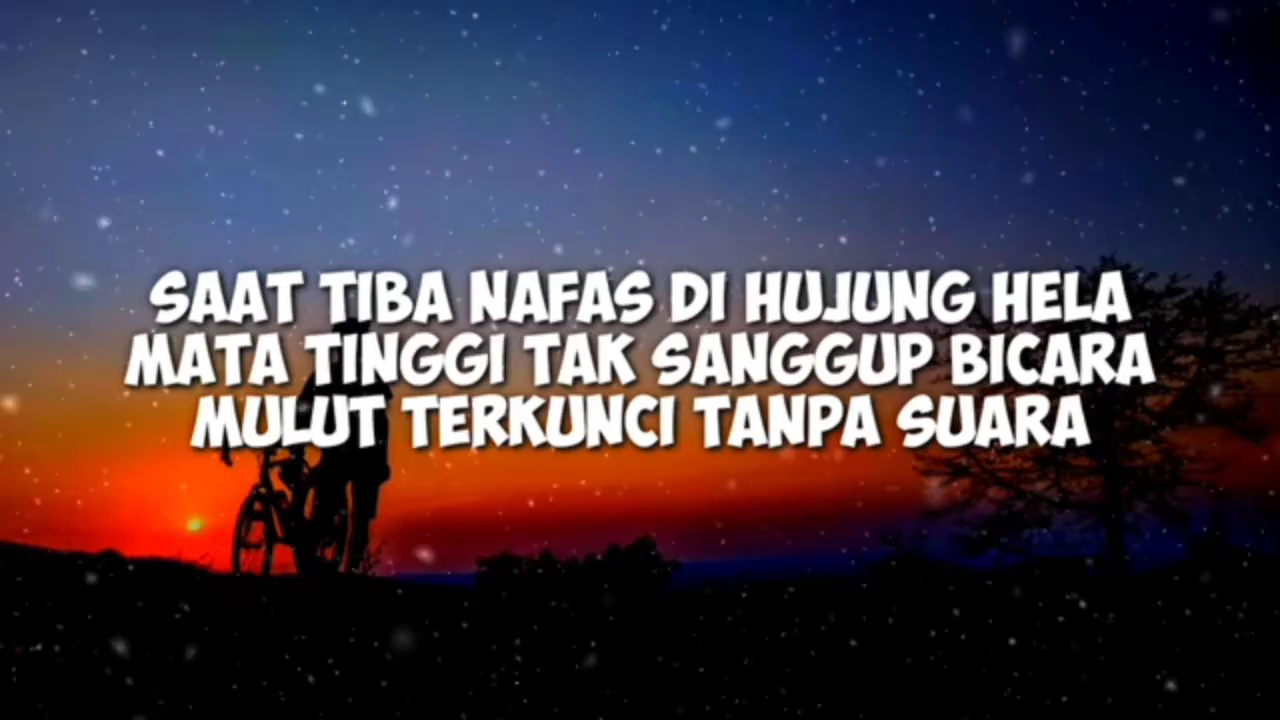 SAAT TIBA NAFAS DI HUJUNG HELA
MATA TINGGI TAK SANGGUP BICARA
MULUT TERKUNCI TANPA SUARA